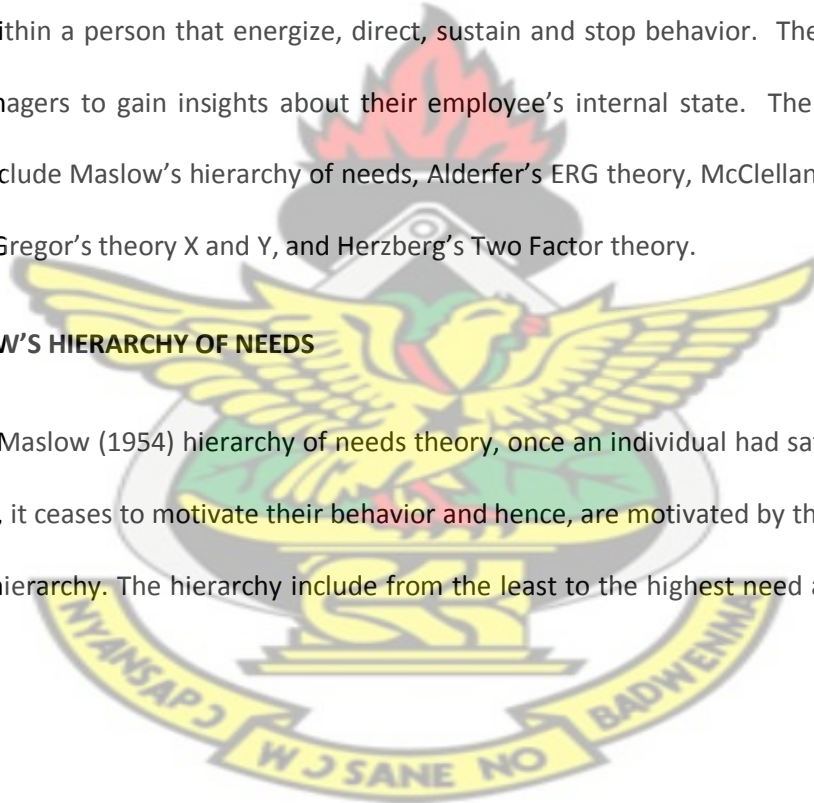 ithin a person that energize, direct, sustain and stop behavior. The
nagers to gain insights about their employee's internal state. The
clude Maslow's hierarchy of needs, Alderfer's ERG theory, McClellan
Gregor's theory X and Y, and Herzberg's Two Factor theory.
W'S HIERARCHY OF NEEDS
Maslow (1954) hierarchy of needs theory, once an individual had sa
, it ceases to motivate their behavior and hence, are motivated by th
hierarchy. The hierarchy include from the least to the highest need a
NYANSAPƆ
WƆSANE NO
BADWENMA